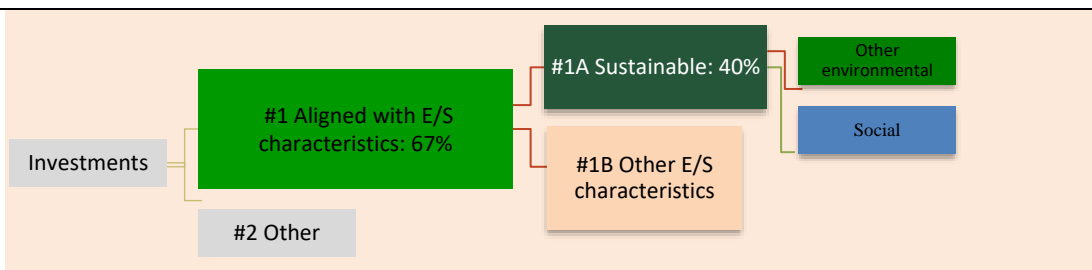 Investments
#1 Aligned with E/S
characteristics: 67%
#2 Other
#1A Sustainable: 40%
#1B Other E/S
characteristics
Other
environmental
Social